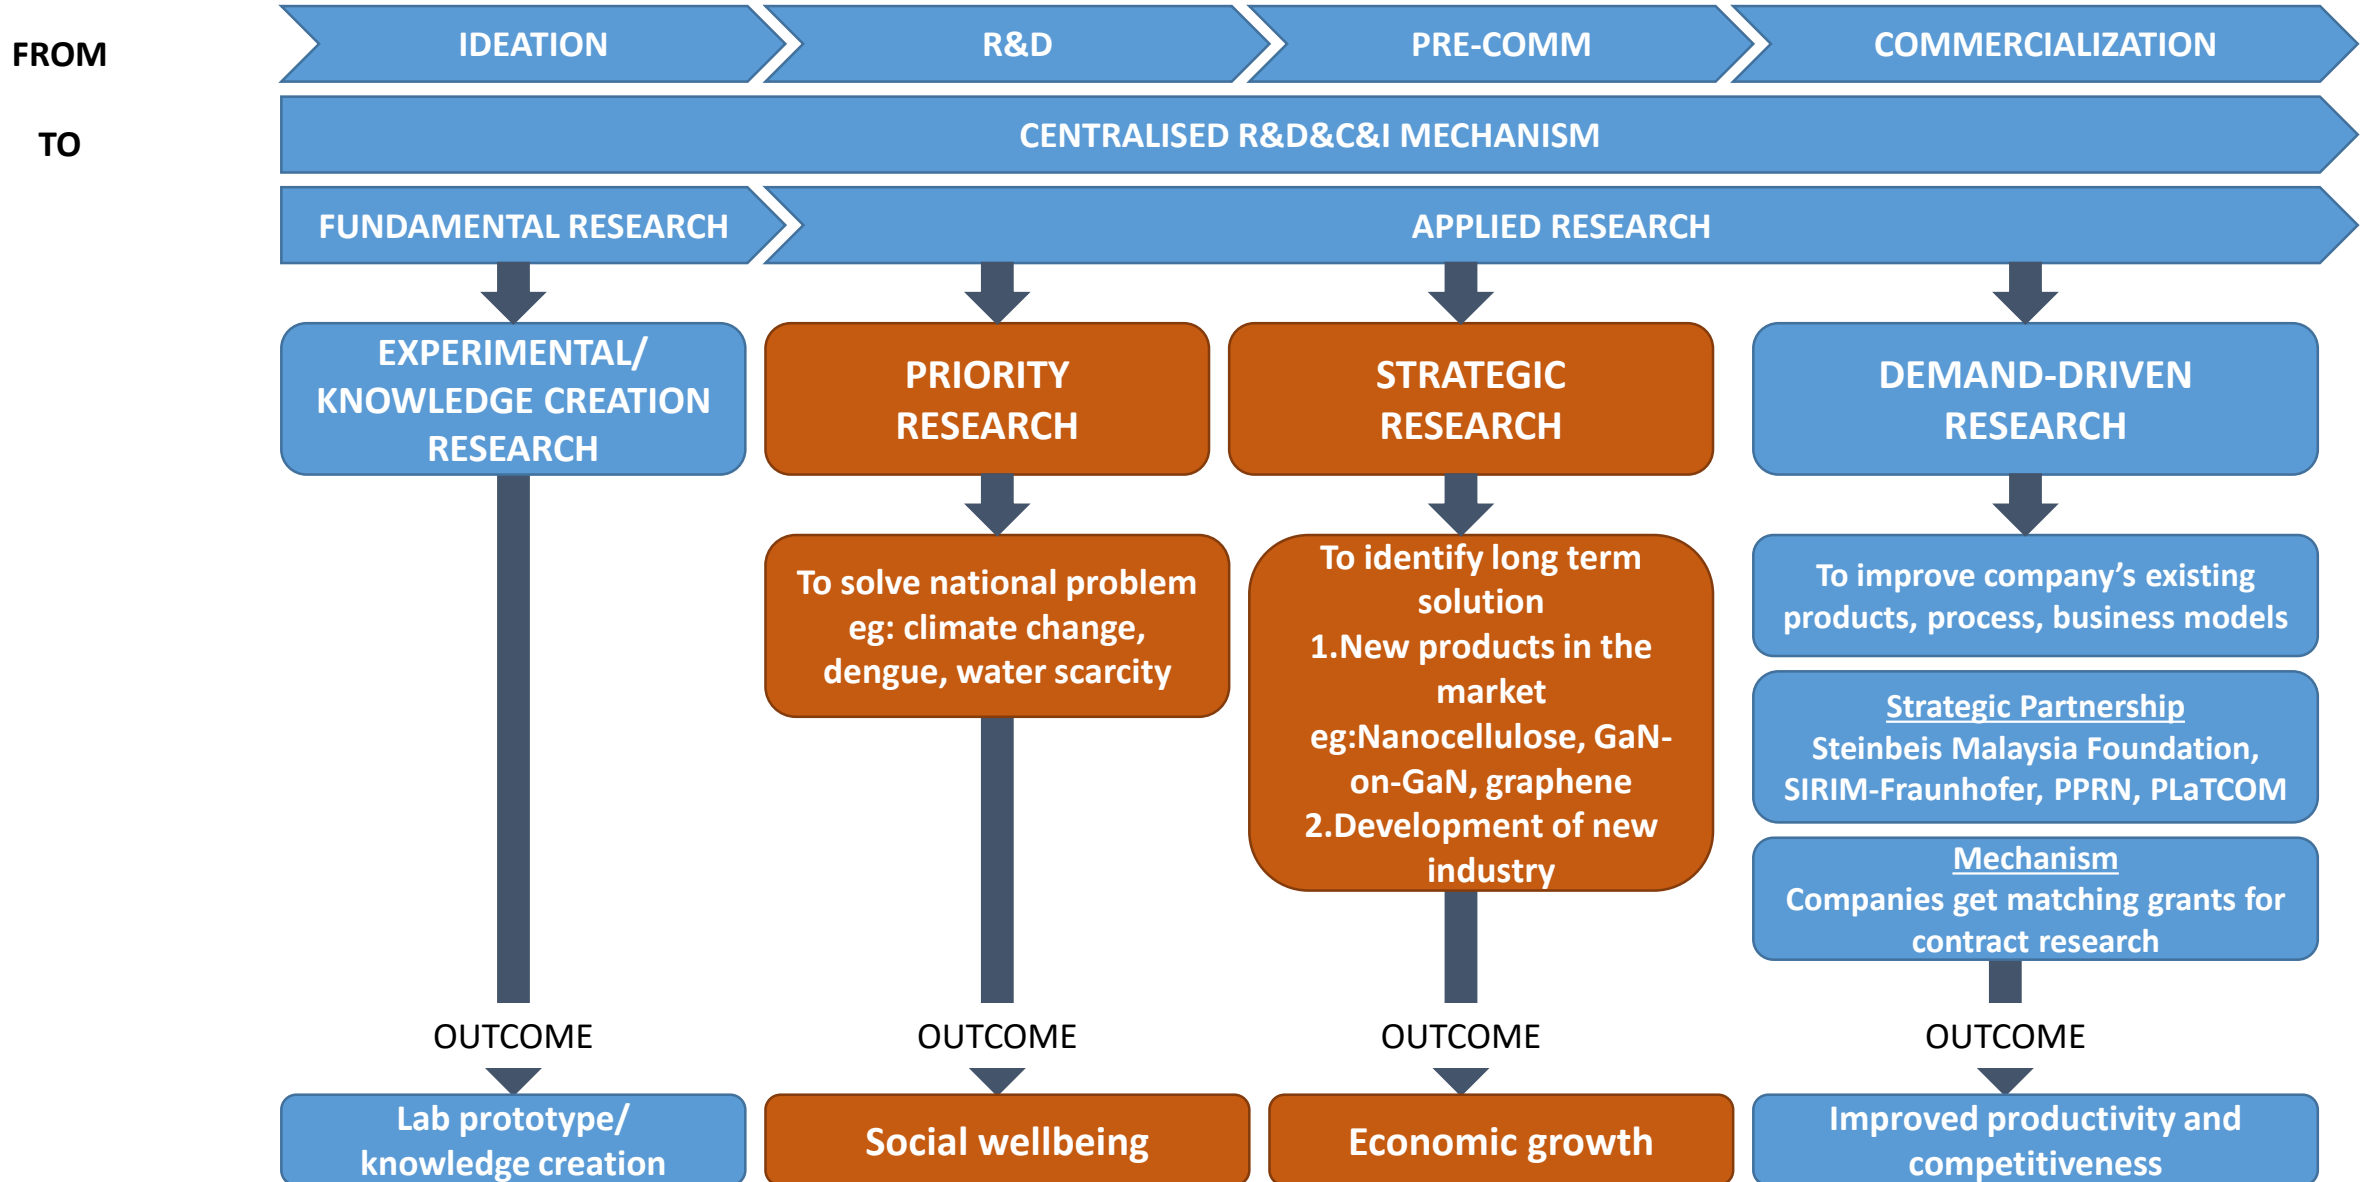 FROM
IDEATION
R&D
PRE-COMM
COMMERCIALIZATION
TO
CENTRALISED R&D&C&I MECHANISM
FUNDAMENTAL RESEARCH
APPLIED RESEARCH
EXPERIMENTAL/
KNOWLEDGE CREATION
RESEARCH
PRIORITY
RESEARCH
STRATEGIC
RESEARCH
DEMAND-DRIVEN
RESEARCH
To solve national problem
eg: climate change,
dengue, water scarcity
To identify long term
solution
1.New products in the
market
eg:Nanocellulose, GaN-
on-GaN, graphene
2.Development of new
industry
To improve company’s existing
products, process, business models
Strategic Partnership
Steinbeis Malaysia Foundation,
SIRIM-Fraunhofer, PPRN, PLaTCOM
Mechanism
Companies get matching grants for
contract research
OUTCOME
OUTCOME
OUTCOME
OUTCOME
Lab prototype/
knowledge creation
Social wellbeing
Economic growth
Improved productivity and
competitiveness